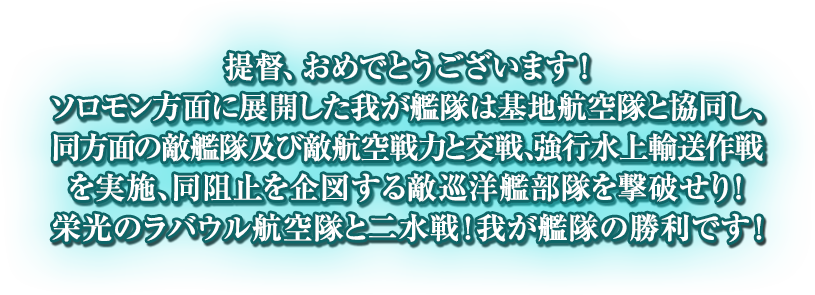 提督、おめでとうございます!
ソロモン方面に展開した我が艦隊は基地航空隊と協同し、
同方面の敵艦隊及び敵航空戦力と交戦、強行水上輸送作戦
を実施、同阻止を企図する敵巡洋艦部隊を撃破せり!
栄光のラバウル航空隊と二水戦!我が艦隊の勝利です!